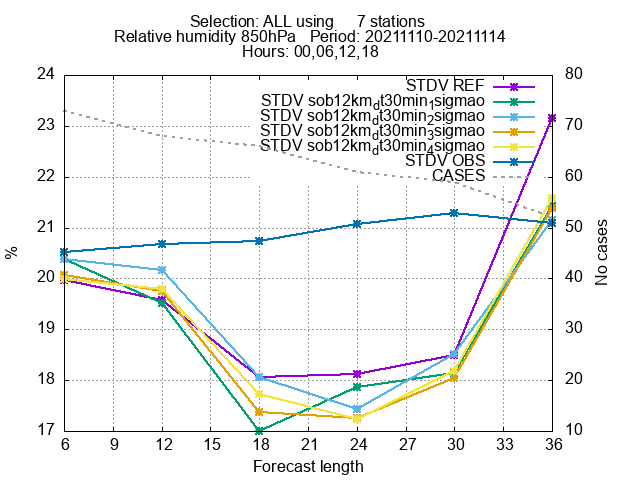 Selection: ALL using 7 stations
Relative humidity 850hPa Period: 20211110-20211114
Hours: 00,06,12,18
24 80
STDV REF
STDV sob12km_dt30min_1sigmao
23 70
STDV sob12km_dt30min_2sigmao
STDV sob12km_dt30min_3sigmao
STDV sob12km_dt30min_4sigmao
STDV OBS
22 CASES 60
21 50
% No cases
20 40
19 30
18 20
17 10
6 9 12 15 18 21 24 27 30 33 36
Forecast length